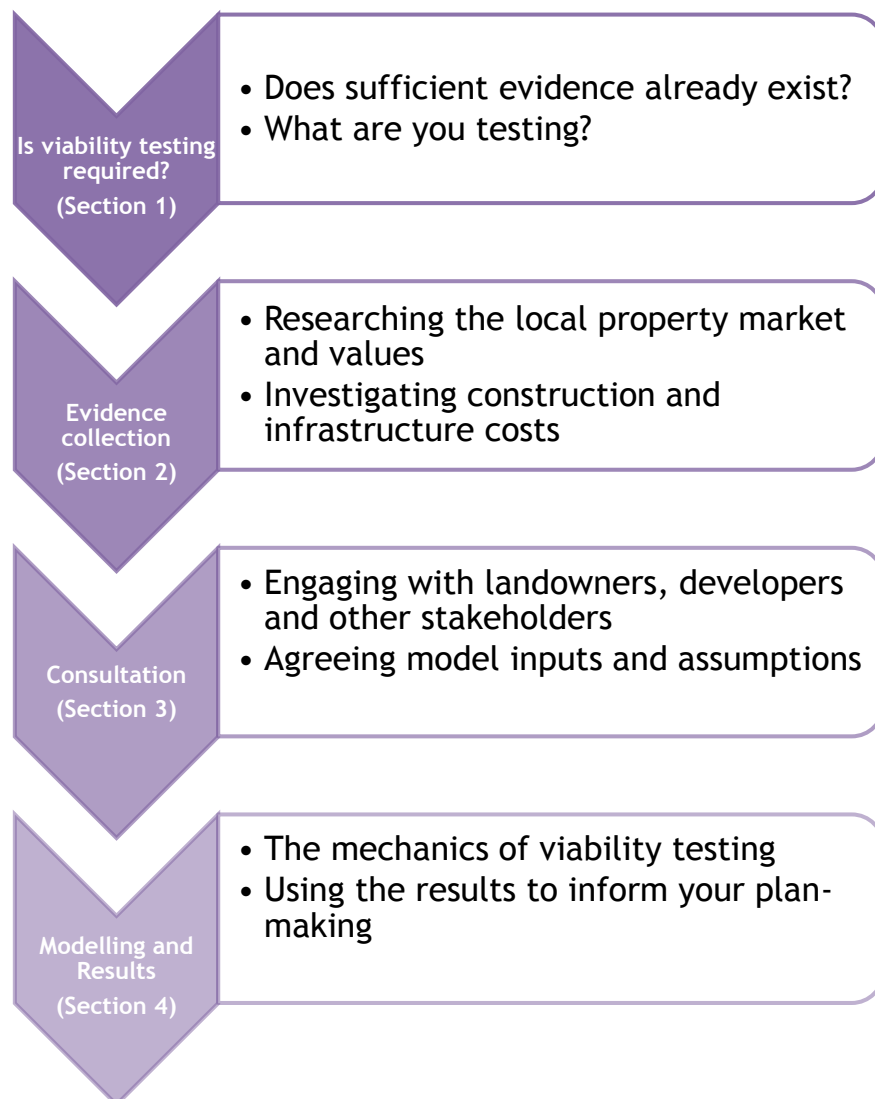 Is viability testing
required?
(Section 1)
• Does sufficient evidence already exist?
• What are you testing?
Evidence
collection
(Section 2)
• Researching the local property market
and values
• Investigating construction and
infrastructure costs
Consultation
(Section 3)
• Engaging with landowners, developers
and other stakeholders
• Agreeing model inputs and assumptions
Modelling and
Results
(Section 4)
• The mechanics of viability testing
• Using the results to inform your plan-
making